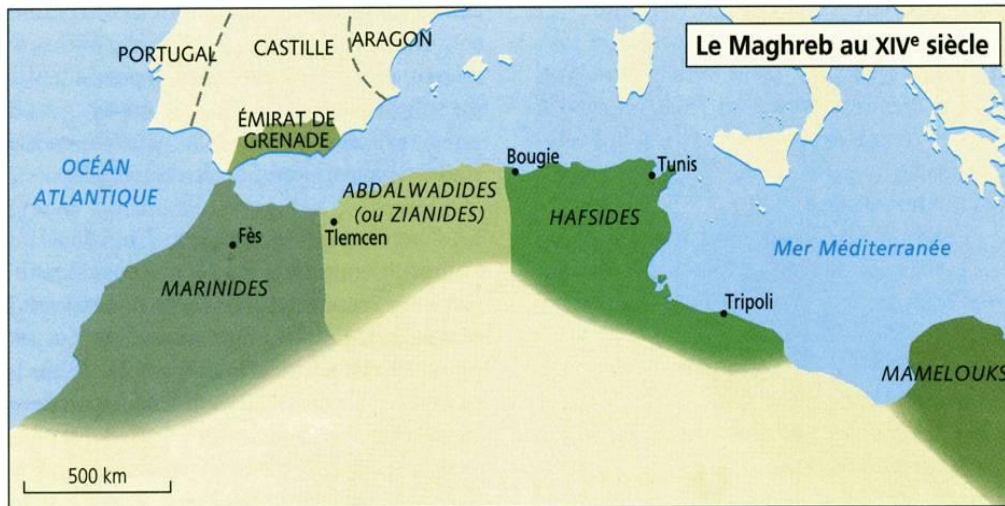 Le Maghreb au XIVe siècle
PORTUGAL
CASTILLE
ARAGON
ÉMIRAT DE
GRENADE
OCÉAN
ATLANTIQUE
Bougie
Tunis
ABDALWADIDES
(ou ZIANIDES)
HAFSIDES
Fès
Tlemcen
Mer Méditerranée
MARINIDES
Tripoli
MAMELOUKS
500 km